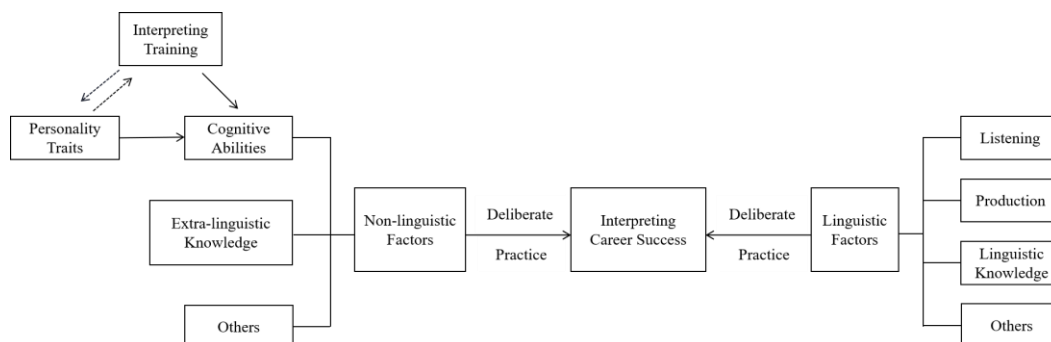 Interpreting
Training
Personality
Traits
Cognitive
Abilities
Extra-linguistic
Knowledge
Others
Non-linguistic
Factors
Deliberate
Practice
Interpreting
Career Success
Deliberate
Practice
Linguistic
Factors
Listening
Production
Linguistic
Knowledge
Others